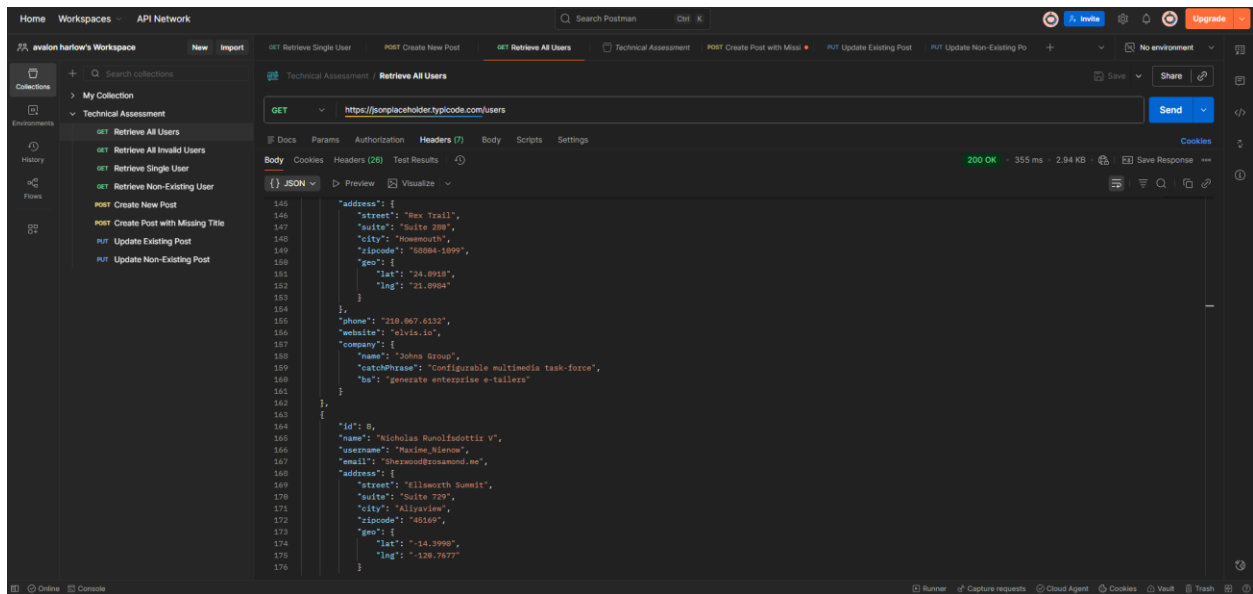 Home Workspaces API Network Search Postman Ctrl K Invite Upgrade
avalon harlow's Workspace New Import GET Retrieve Single User POST Create New Post GET Retrieve All Users Technical Assessment POST Create Post with Missi PUT Update Existing Post PUT Update Non-Existing Po + No environment
Collections
Environments
History
Flows
+ Search collections
My Collection
Technical Assessment
GET Retrieve All Users
GET Retrieve All Invalid Users
GET Retrieve Single User
GET Retrieve Non-Existing User
POST Create New Post
POST Create Post with Missing Title
PUT Update Existing Post
PUT Update Non-Existing Post
Technical Assessment / Retrieve All Users Save Share
GET https://jsonplaceholder.typicode.com/users Send
Docs Params Authorization Headers (7) Body Scripts Settings Cookies
Body Cookies Headers (26) Test Results 200 OK · 355 ms · 2.94 KB · Save Response
{} JSON Preview Visualize
145 "address": {
146 "street": "Rex Trail",
147 "suite": "Suite 280",
148 "city": "Howemouth",
149 "zipcode": "58804-1099",
150 "geo": {
151 "lat": "24.8918",
152 "lng": "21.8984"
153 }
154 },
155 "phone": "210.067.6132",
156 "website": "elvis.io",
157 "company": {
158 "name": "Johns Group",
159 "catchPhrase": "Configurable multimedia task-force",
160 "bs": "generate enterprise e-tailers"
161 }
162 },
163 {
164 "id": 8,
165 "name": "Nicholas Runolfsdottir V",
166 "username": "Maxime_Nienow",
167 "email": "Sherwood@rosamond.me",
168 "address": {
169 "street": "Ellsworth Summit",
170 "suite": "Suite 729",
171 "city": "Aliyaview",
172 "zipcode": "45169",
173 "geo": {
174 "lat": "-14.3990",
175 "lng": "-120.7677"
176 }
Online Console Runner Capture requests Cloud Agent Cookies Vault Trash